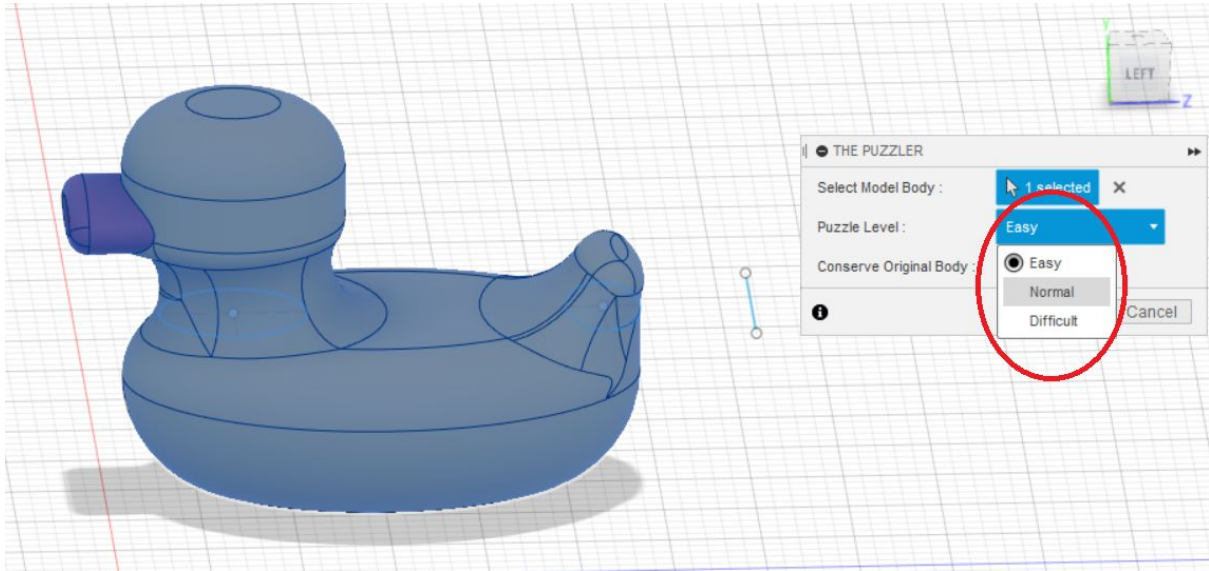 Y
LEFT
Z
THE PUZZLER
Select Model Body : 1 selected
Puzzle Level : Easy
Easy
Conserve Original Body :
Normal
Difficult
Cancel